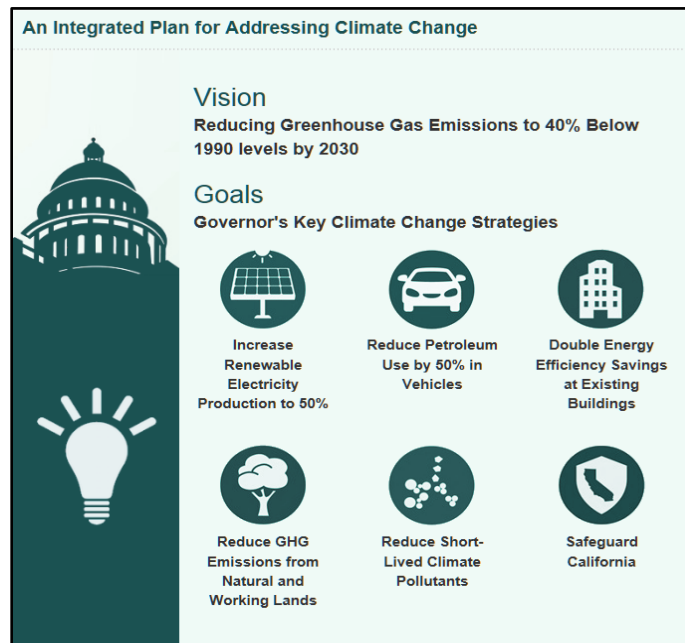 An Integrated Plan for Addressing Climate Change
Vision
Reducing Greenhouse Gas Emissions to 40% Below
1990 levels by 2030
Goals
Governor's Key Climate Change Strategies
Increase
Renewable
Electricity
Production to 50%
Reduce Petroleum
Use by 50% in
Vehicles
Double Energy
Efficiency Savings
at Existing
Buildings
Reduce GHG
Emissions from
Natural and
Working Lands
Reduce Short-
Lived Climate
Pollutants
Safeguard
California